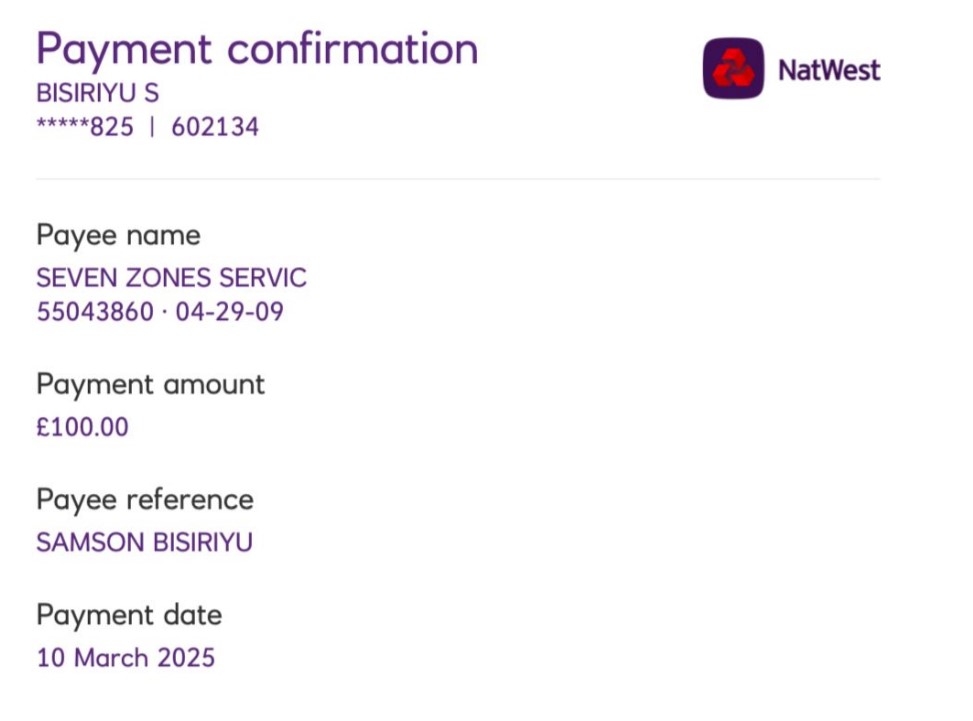 Payment confirmation
NatWest
BISIRIYU S
*****825 | 602134
Payee name
SEVEN ZONES SERVIC
55043860 · 04-29-09
Payment amount
£100.00
Payee reference
SAMSON BISIRIYU
Payment date
10 March 2025